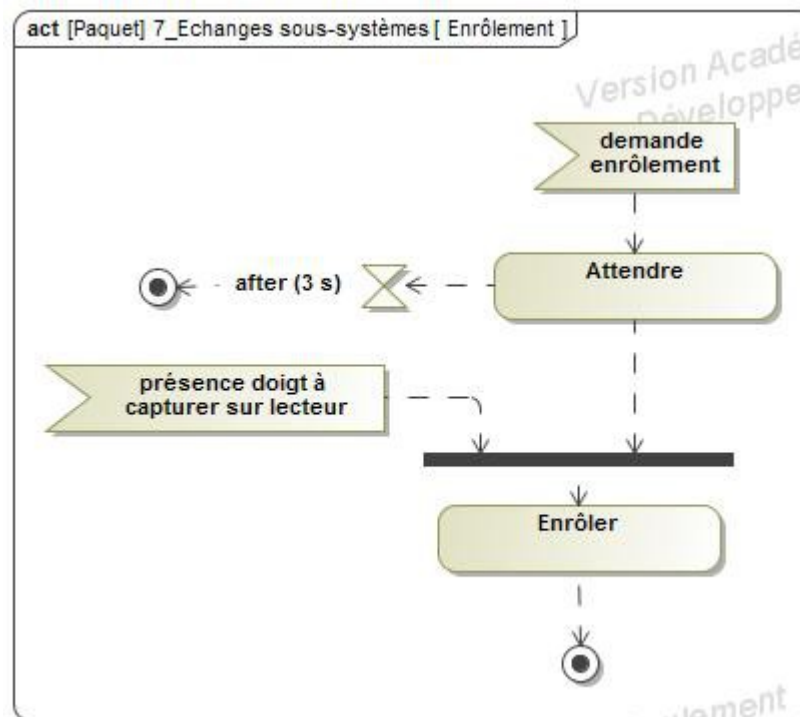 act [Paquet] 7_Echanges sous-systèmes [ Enrôlement ]
Version Acadé
Développe
demande
enrôlement
Attendre
after (3 s)
présence doigt à
capturer sur lecteur
Enrôler